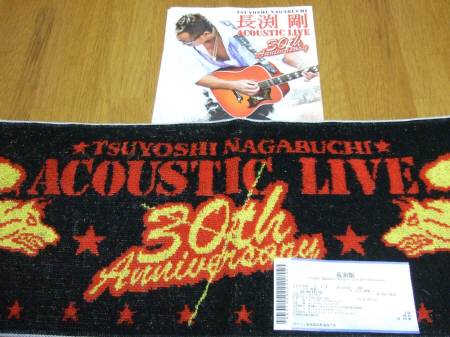 TSUYOSHI NAGABUCHI
長渕 剛
ACOUSTIC LIVE
30th
Anniversary
★TSUYOSHI NAGABUCHI★
ACOUSTIC LIVE
30th
Anniversary
長渕剛